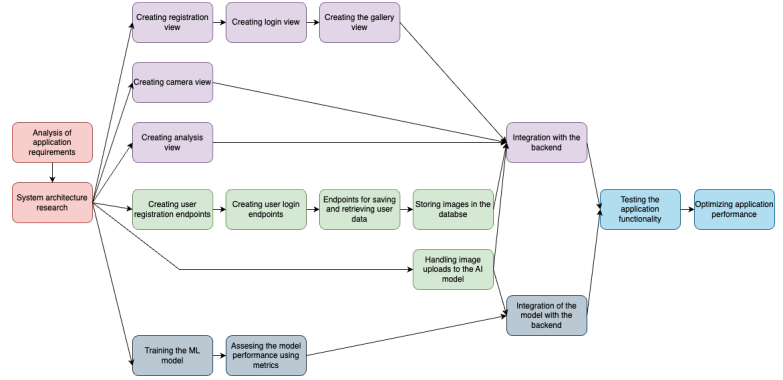 Creating registration
view
Creating login view
Creating the gallery
view
Creating camera view
Analysis of
application
requirements
Creating
analysis view
Integration with the
backend
System architecture
research
Creating user
registration endpoints
Creating user login
endpoints
Endpoints for saving
and retrieving user
data
Storing images in the
databse
Testing the
application
functionality
Optimizing application
performance
Handling image
uploads to the AI
model
Integration of the
model with the
backend
Training the ML
model
Assesing the model
performance using
metrics